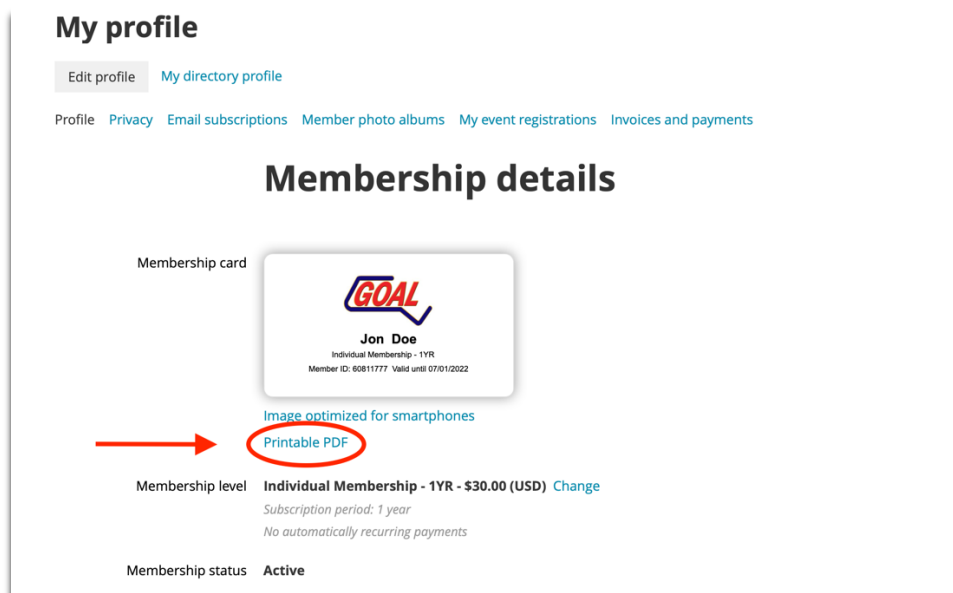 My profile
Edit profile My directory profile
Profile Privacy Email subscriptions Member photo albums My event registrations Invoices and payments
Membership details
Membership card
GOAL
Jon Doe
Individual Membership - 1YR
Member ID: 60811777 Valid until 07/01/2022
Image optimized for smartphones
Printable PDF
Membership level Individual Membership - 1YR - $30.00 (USD) Change
Subscription period: 1 year
No automatically recurring payments
Membership status Active